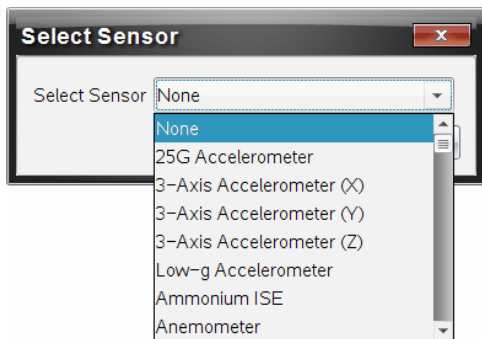 Select Sensor
Select Sensor None
None
25G Accelerometer
3-Axis Accelerometer (X)
3-Axis Accelerometer (Y)
3-Axis Accelerometer (Z)
Low-g Accelerometer
Ammonium ISE
Anemometer